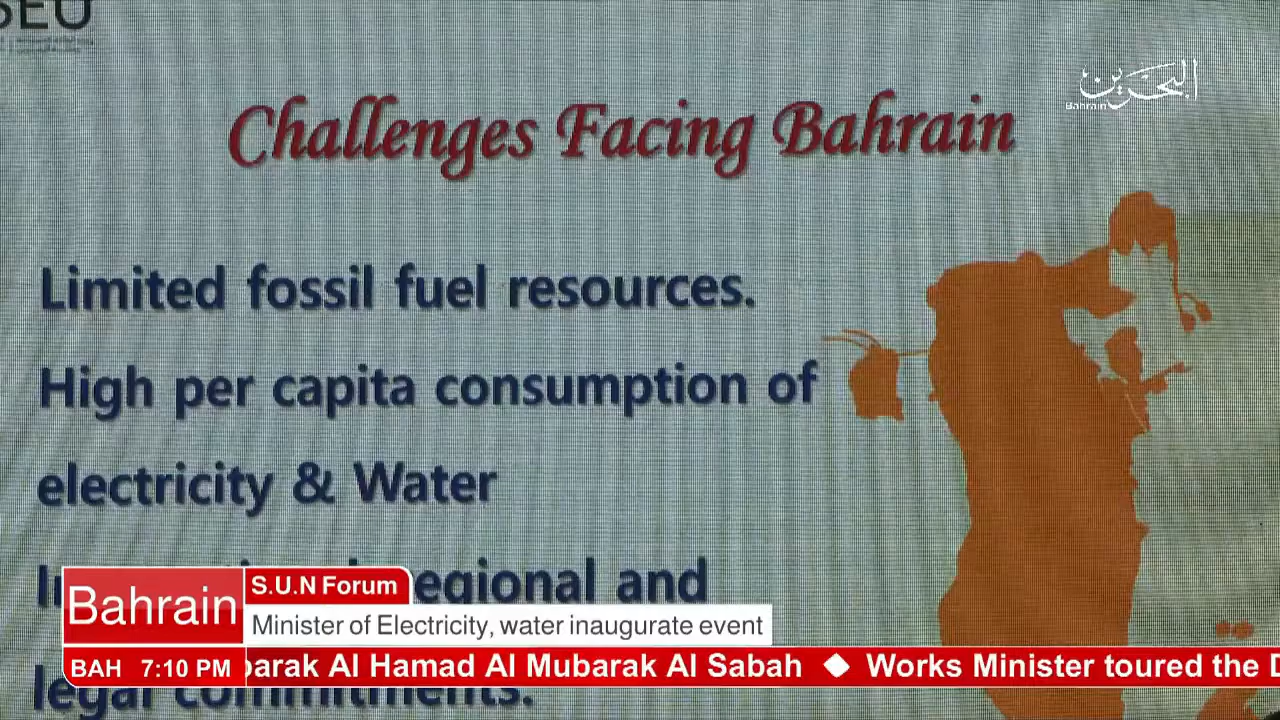 SEU
البحرين
Bahrain
Challenges Facing Bahrain
Limited fossil fuel resources.
High per capita consumption of
electricity & Water
regional and
legal commitments.
Bahrain
S.U.N Forum
Minister of Electricity, water inaugurate event
BAH 7:10 PM
barak Al Hamad Al Mubarak Al Sabah ◆ Works Minister toured the D